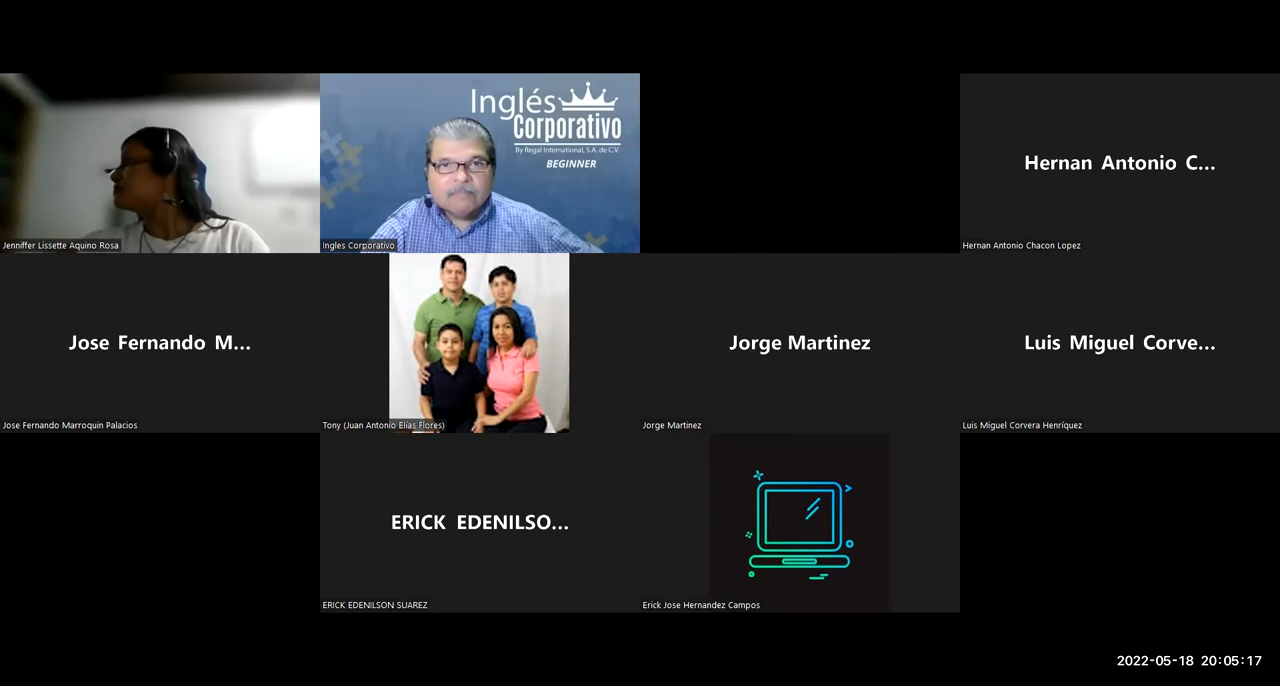 Inglés
Corporativo
By Regal International, S.A. de C.V.
BEGINNER
Jenniffer Lissette Aquino Rosa
Ingles Corporativo
Hernan Antonio C...
Hernan Antonio Chacon Lopez
Jose Fernando M...
Jorge Martinez
Luis Miguel Corve...
Jose Fernando Marroquin Palacios
Tony (Juan Antonio Elías Flores)
Jorge Martinez
Luis Miguel Corvera Henríquez
ERICK EDENILSO...
ERICK EDENILSON SUAREZ
Erick Jose Hernandez Campos
2022-05-18 20:05:17